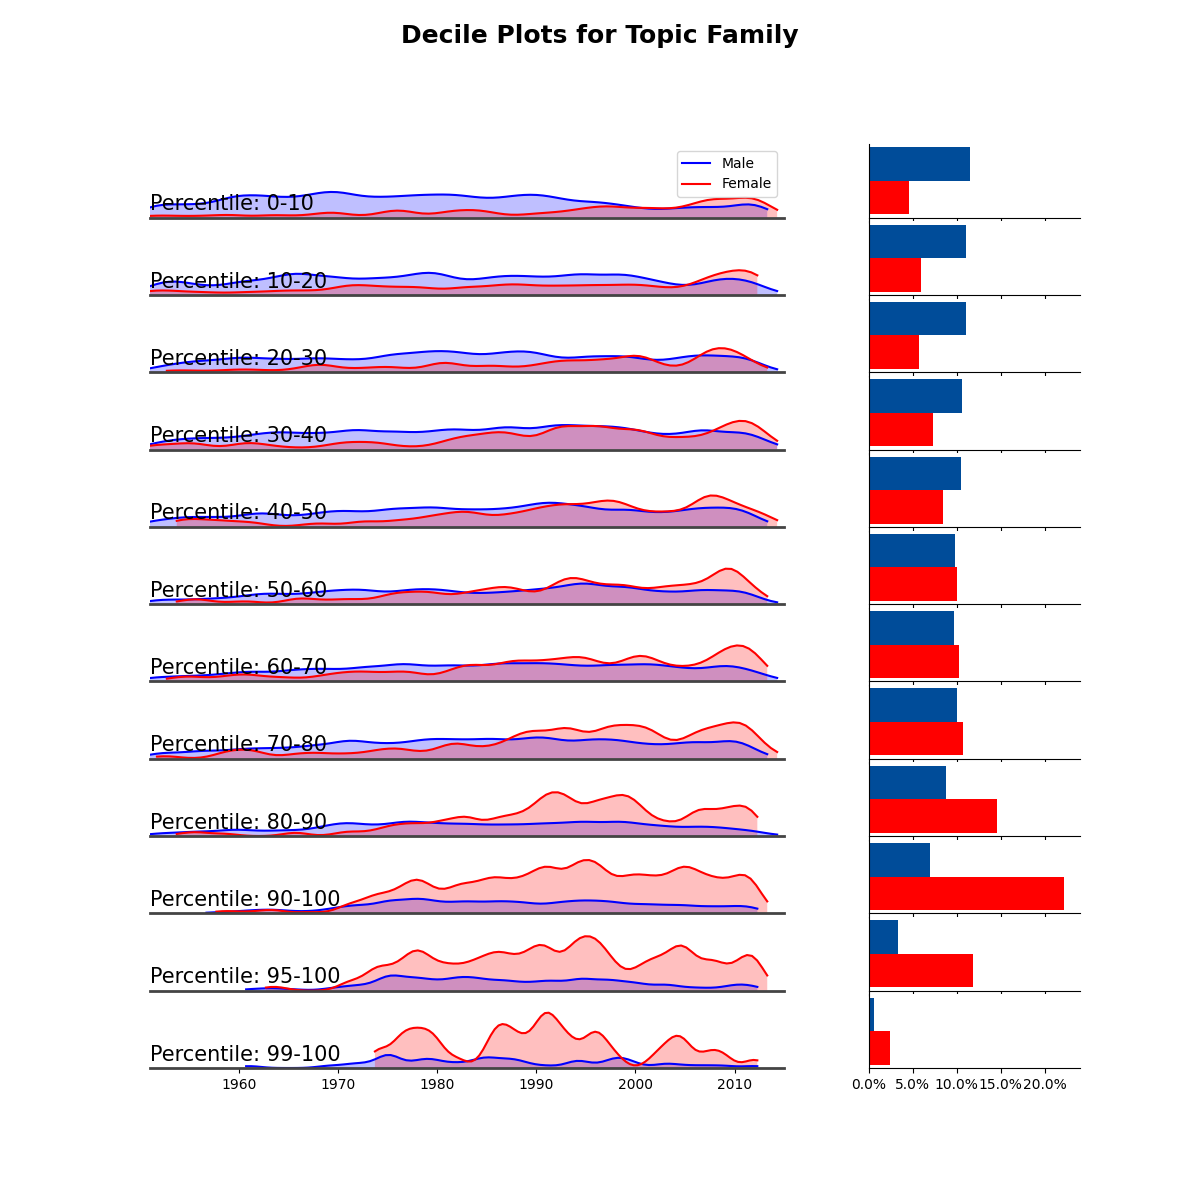 Decile Plots for Topic Family
Male
Female
Percentile: 0-10
Percentile: 10-20
Percentile: 20-30
Percentile: 30-40
Percentile: 40-50
Percentile: 50-60
Percentile: 60-70
Percentile: 70-80
Percentile: 80-90
Percentile: 90-100
Percentile: 95-100
Percentile: 99-100
1960 1970 1980 1990 2000 2010
0.0% 5.0% 10.0% 15.0% 20.0%